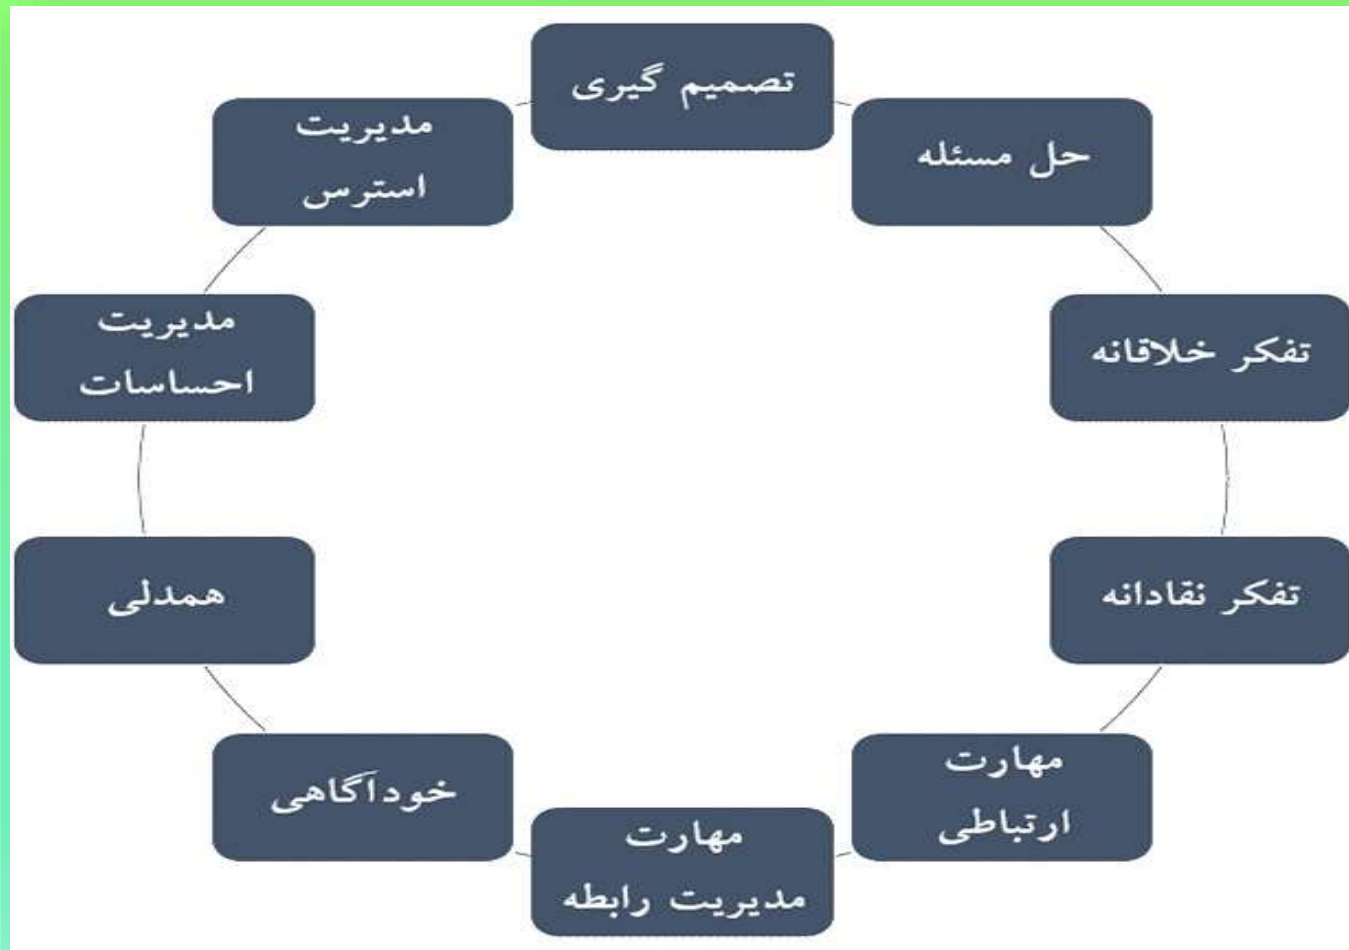 تصمیم گیری
حل مسئله
تفکر خلاقانه
تفکر نقادانه
مهارت
ارتباطی
مهارت
مدیریت رابطه
خودآگاهی
همدلی
مدیریت
احساسات
مدیریت
استرس